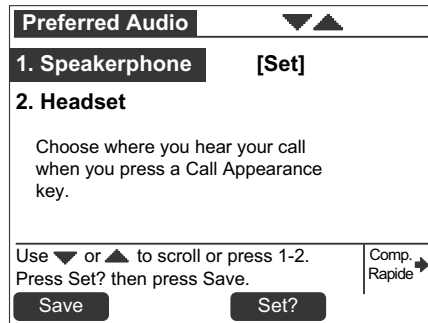 Preferred Audio
1. Speakerphone [Set]
2. Headset
Choose where you hear your call
when you press a Call Appearance
key.
Use ▼ or ▲ to scroll or press 1-2.
Press Set? then press Save.
Comp.
Rapide
Save Set?